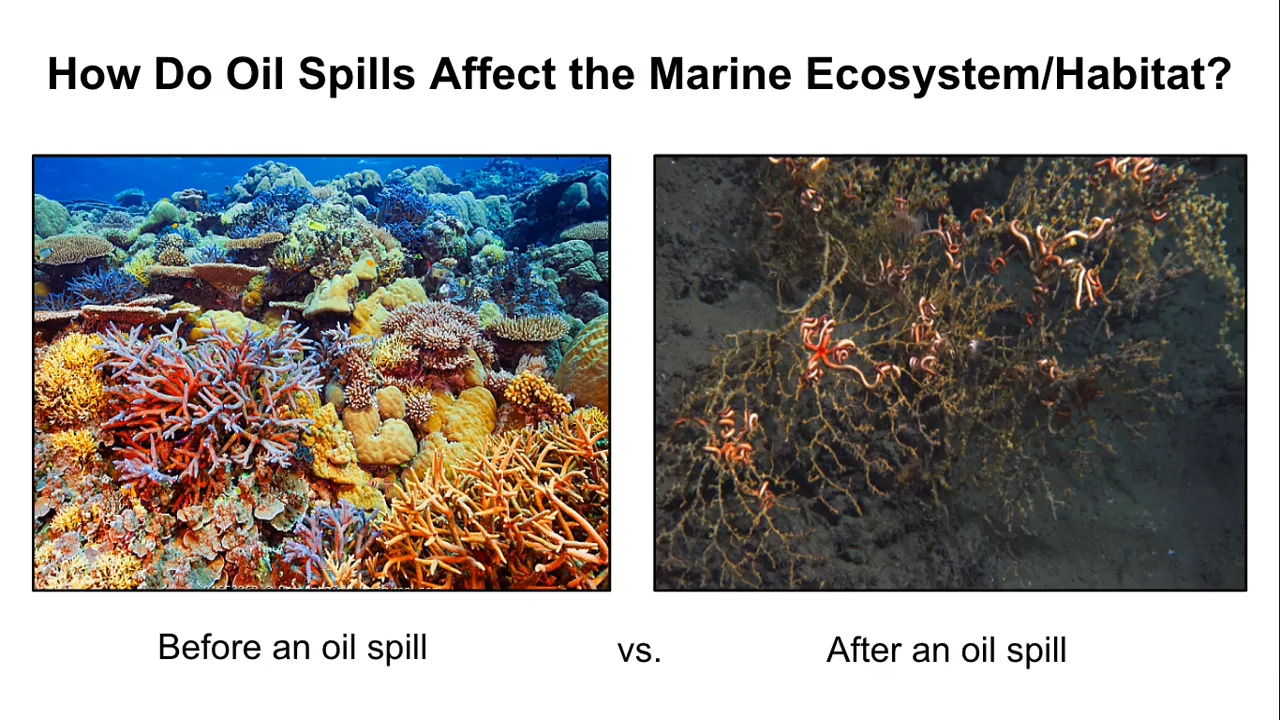 How Do Oil Spills Affect the Marine Ecosystem/Habitat?
Before an oil spill
vs.
After an oil spill